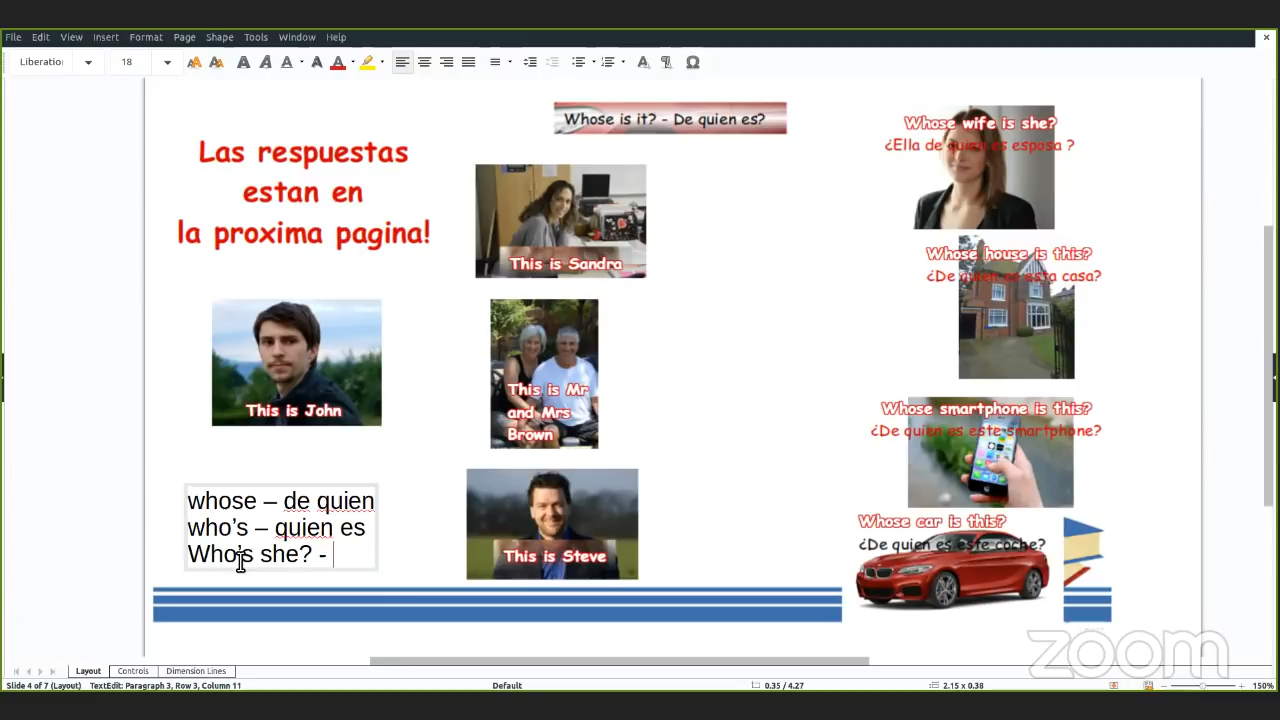 File Edit View Insert Format Page Shape Tools Window Help
Liberation 18
Whose is it? - De quien es?
Las respuestas
estan en
la proxima pagina!
This is Sandra
This is John
This is Mr
and Mrs
Brown
This is Steve
whose – de quien
who's – quien es
Who's she? -
Whose wife is she?
¿Ella de quien es esposa ?
Whose house is this?
¿De quien es esta casa?
Whose smartphone is this?
¿De quien es este smartphone?
Whose car is this?
¿De quien es este coche?
zoom
Layout Controls Dimension Lines
Slide 4 of 7 (Layout) TextEdit: Paragraph 3, Row 3, Column 11 Default 0.35 / 4.27 2.15 x 0.38 150%